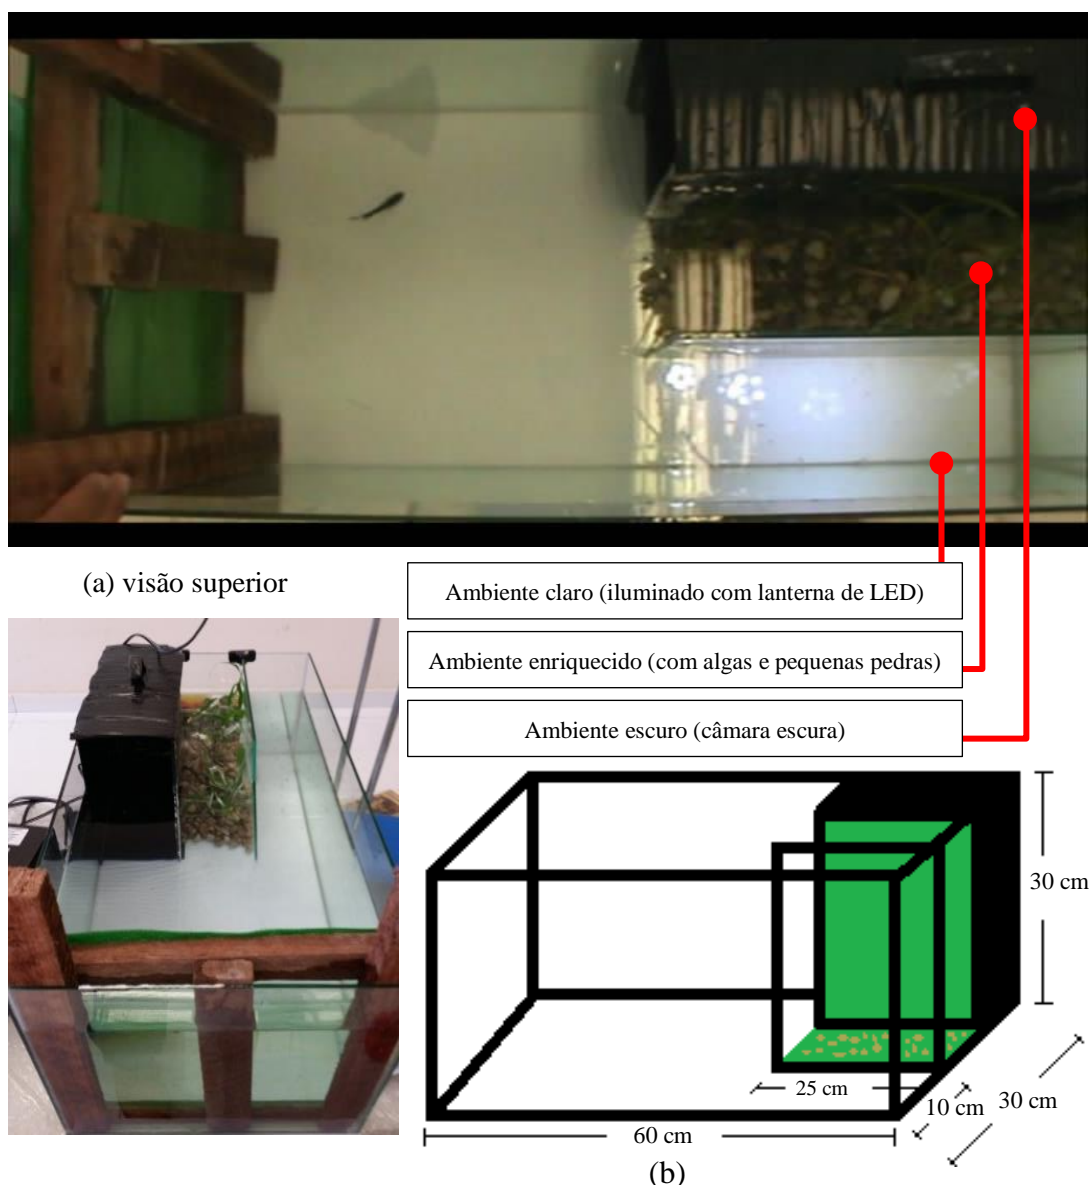 (a) visão superior
Ambiente claro (iluminado com lanterna de LED)
Ambiente enriquecido (com algas e pequenas pedras)
Ambiente escuro (câmara escura)
30 cm
25 cm
10 cm
30 cm
60 cm
(b)